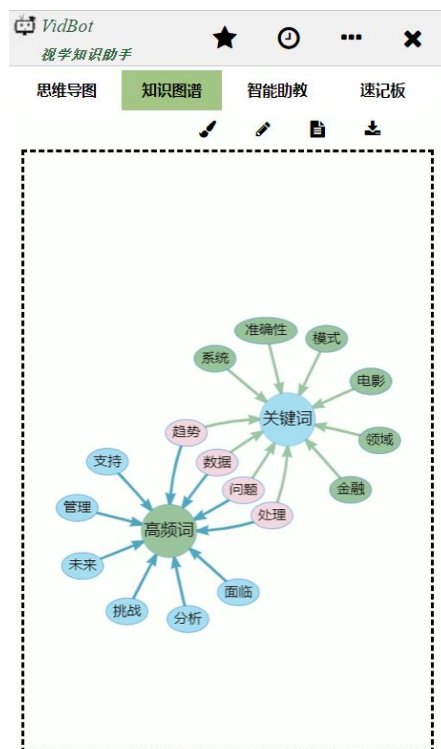 VidBot
视学知识助手
思维导图 知识图谱 智能助教 速记板
准确性
模式
系统
电影
关键词
趋势
领域
支持
数据
问题
金融
管理
处理
高频词
未来
面临
挑战
分析